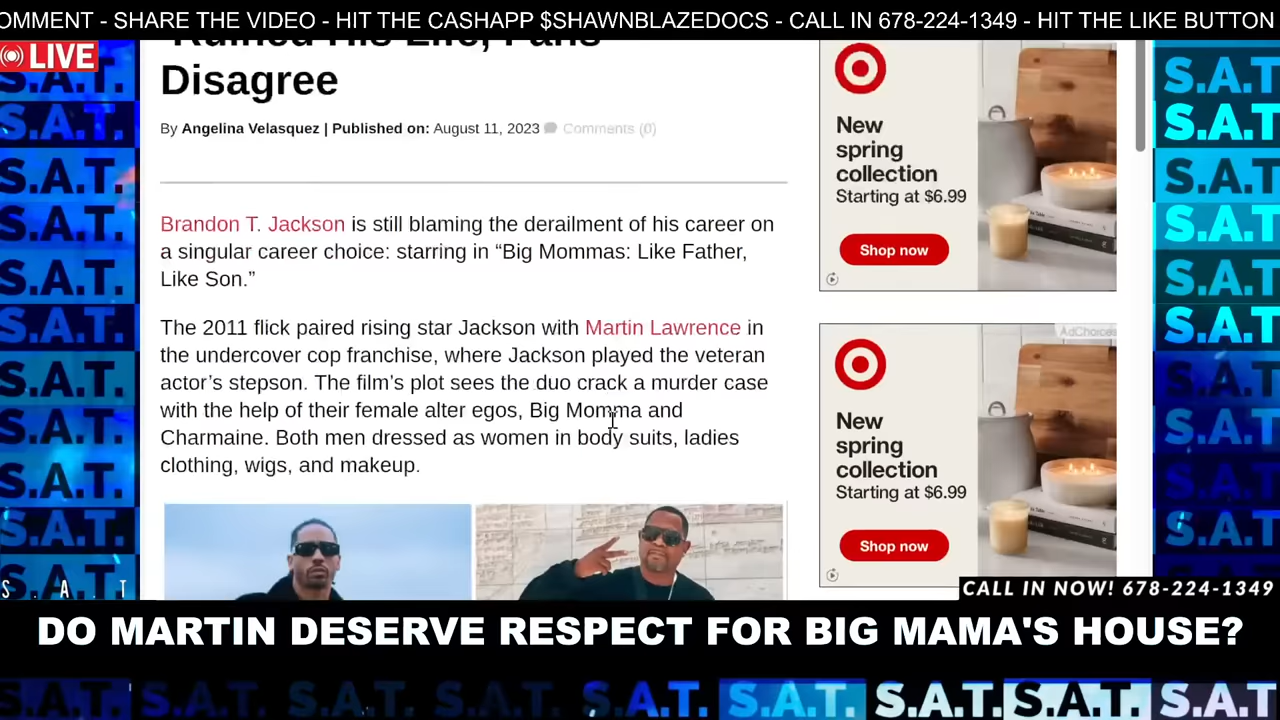 OMMENT - SHARE THE VIDEO - HIT THE CASHAPP $SHAWNBLAZEDOCS - CALL IN 678-224-1349 - HIT THE LIKE BUTTON
LIVE
"Ruined His Life, Fans
Disagree
By Angelina Velasquez | Published on: August 11, 2023 Comments (0)
Brandon T. Jackson is still blaming the derailment of his career on
a singular career choice: starring in “Big Mommas: Like Father,
Like Son.”
The 2011 flick paired rising star Jackson with Martin Lawrence in
the undercover cop franchise, where Jackson played the veteran
actor’s stepson. The film’s plot sees the duo crack a murder case
with the help of their female alter egos, Big Momma and
Charmaine. Both men dressed as women in body suits, ladies
clothing, wigs, and makeup.
New
spring
collection
Starting at $6.99
Shop now
AdChoices
New
spring
collection
Starting at $6.99
Shop now
S.A.T.
S.A.T.
S.A.T.
S.A.T.
S.A.T.
S.A.T.
S.A.T.
S.A.T.
S.A.T.
S.A.T.
S.A.T
S.A.T
S.A.T
S.A.T
S.A.T
S.A.T
S.A.T
S.A.T
S.A.T
S.A.T
S.A.T
S . A . T
CALL IN NOW! 678-224-1349
DO MARTIN DESERVE RESPECT FOR BIG MAMA'S HOUSE?
S.A.T. S.A.T. S.A.T. S.A.T. S.A.T. S.A.T. S.A.T. S.A.T